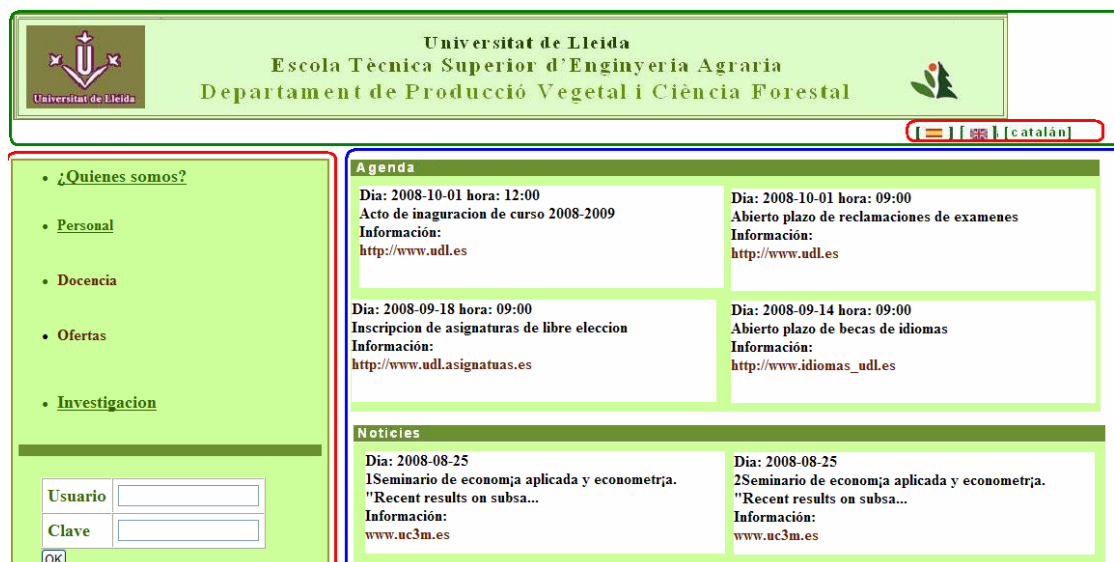 Universitat de Lleida
Escola Tècnica Superior d'Enginyeria Agraria
Departament de Producció Vegetal i Ciència Forestal
Universitat de Lleida
[ ] [ ] [catalán]
¿Quienes somos?
Personal
Docencia
Ofertas
Investigacion
Usuario
Clave
OK
Agenda
Dia: 2008-10-01 hora: 12:00
Acto de inaguracion de curso 2008-2009
Información:
http://www.udl.es
Dia: 2008-10-01 hora: 09:00
Abierto plazo de reclamaciones de examenes
Información:
http://www.udl.es
Dia: 2008-09-18 hora: 09:00
Inscripcion de asignaturas de libre eleccion
Información:
http://www.udl.asignatuas.es
Dia: 2008-09-14 hora: 09:00
Abierto plazo de becas de idiomas
Información:
http://www.idiomas_udl.es
Noticies
Dia: 2008-08-25
1Seminario de econom¡a aplicada y econometr¡a.
"Recent results on subsa...
Información:
www.uc3m.es
Dia: 2008-08-25
2Seminario de econom¡a aplicada y econometr¡a.
"Recent results on subsa...
Información:
www.uc3m.es